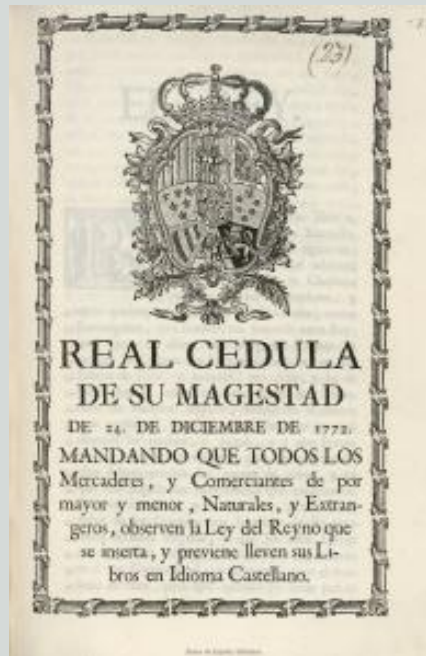 (23)
REAL CEDULA
DE SU MAGESTAD
DE 24. DE DICIEMBRE DE 1772.
MANDANDO QUE TODOS LOS
Mercaderes, y Comerciantes de por
mayor y menor, Naturales, y Extran-
geros, observen la Ley del Reyno que
se inserta, y previene lleven sus Li-
bros en Idioma Castellano.